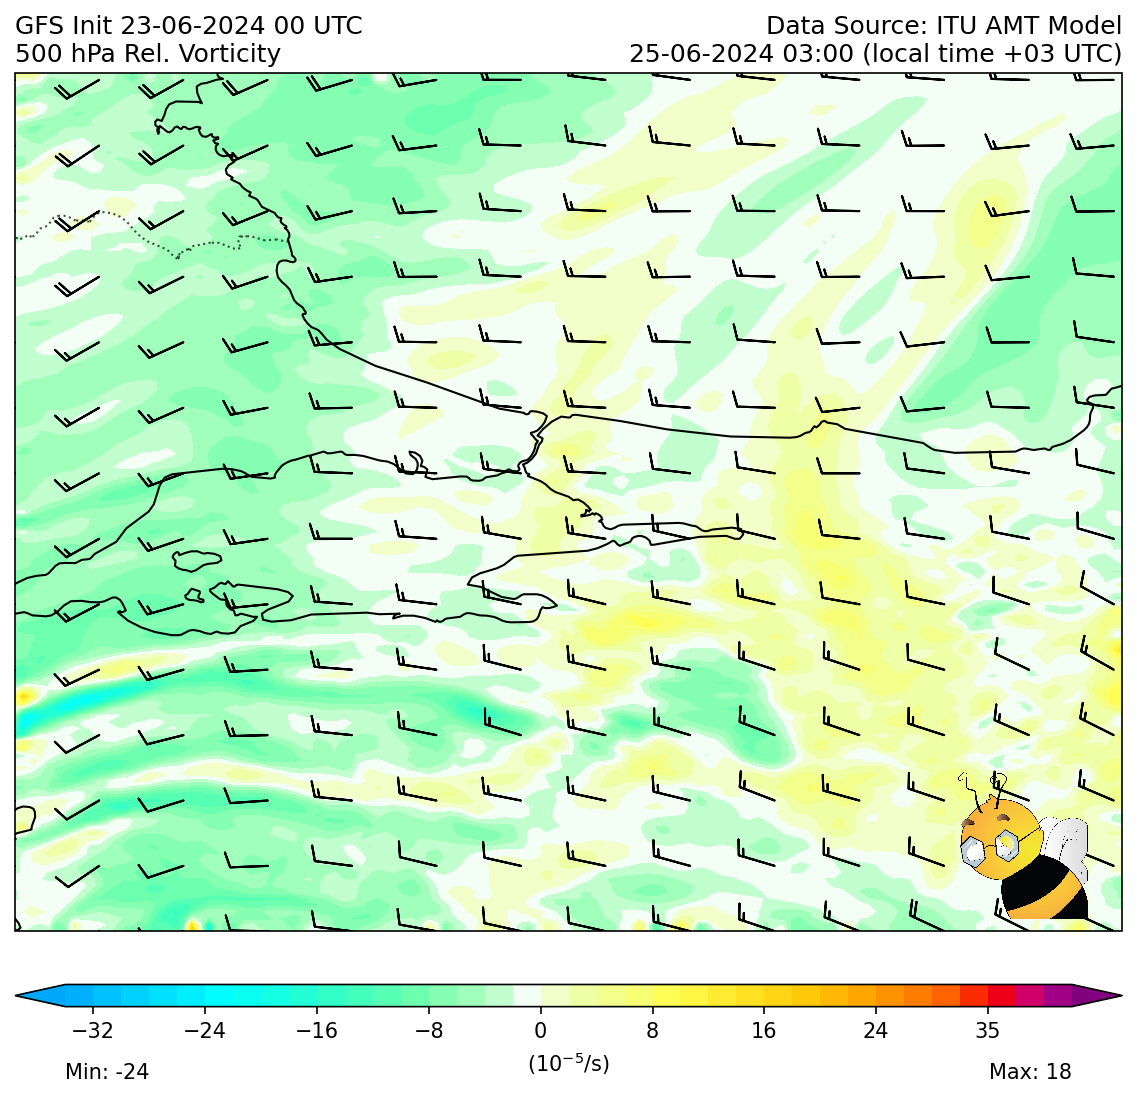 GFS Init 23-06-2024 00 UTC
Data Source: ITU AMT Model
500 hPa Rel. Vorticity
25-06-2024 03:00 (local time +03 UTC)
−32 −24 −16 −8 0 8 16 24 35
(10⁻⁵/s)
Min: -24
Max: 18